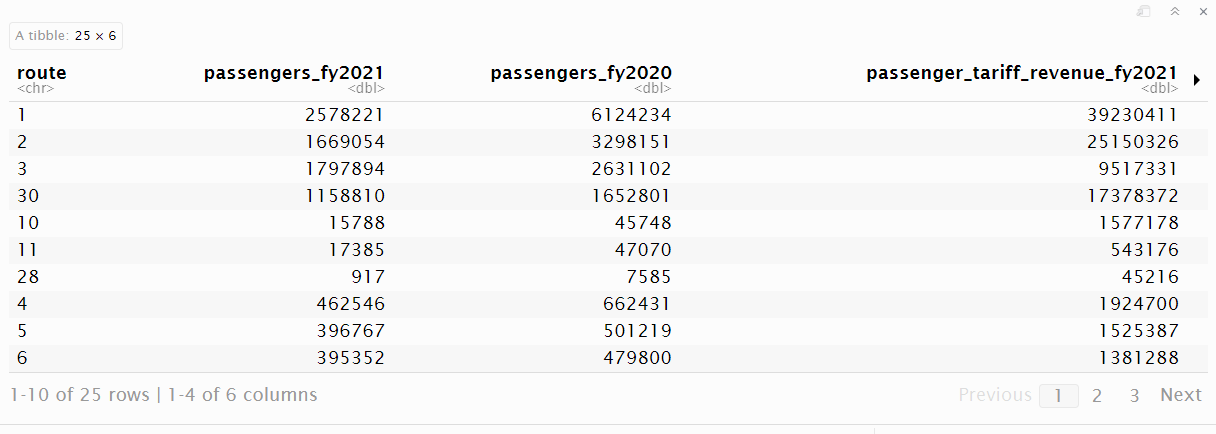 A tibble: 25 × 6
route passengers_fy2021 passengers_fy2020 passenger_tariff_revenue_fy2021
<chr> <dbl> <dbl> <dbl>
1 2578221 6124234 39230411
2 1669054 3298151 25150326
3 1797894 2631102 9517331
30 1158810 1652801 17378372
10 15788 45748 1577178
11 17385 47070 543176
28 917 7585 45216
4 462546 662431 1924700
5 396767 501219 1525387
6 395352 479800 1381288
1-10 of 25 rows | 1-4 of 6 columns Previous 1 2 3 Next